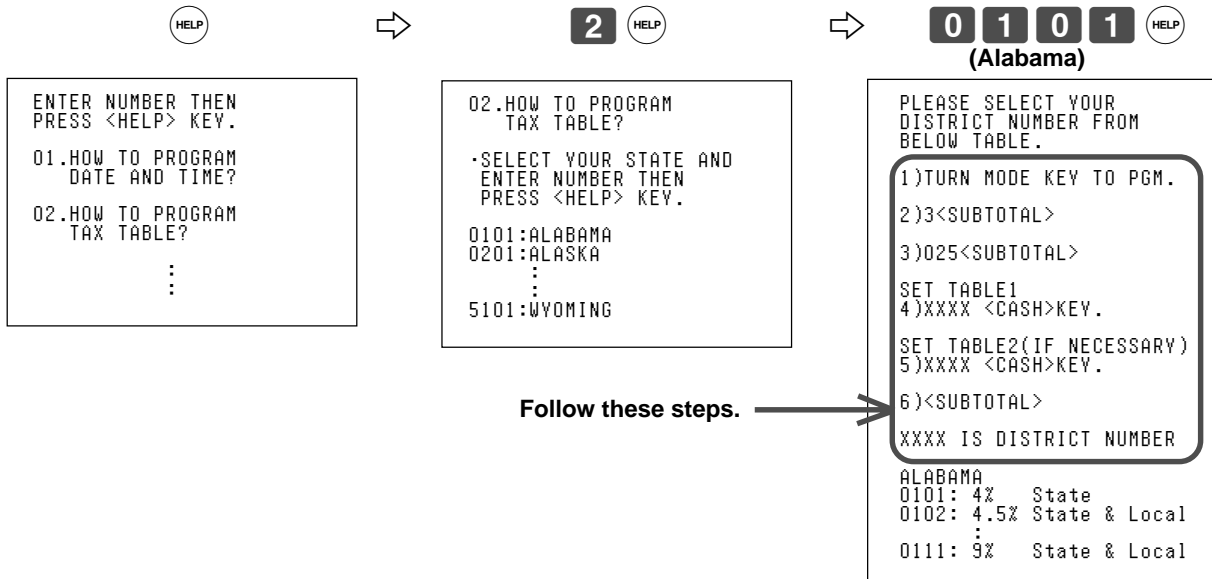 HELP
2 HELP
0 1 0 1 HELP
(Alabama)
ENTER NUMBER THEN
PRESS <HELP> KEY.
01.HOW TO PROGRAM
DATE AND TIME?
02.HOW TO PROGRAM
TAX TABLE?
:
:
02.HOW TO PROGRAM
TAX TABLE?
·SELECT YOUR STATE AND
ENTER NUMBER THEN
PRESS <HELP> KEY.
0101:ALABAMA
0201:ALASKA
:
:
5101:WYOMING
Follow these steps.
PLEASE SELECT YOUR
DISTRICT NUMBER FROM
BELOW TABLE.
1)TURN MODE KEY TO PGM.
2)3<SUBTOTAL>
3)025<SUBTOTAL>
SET TABLE1
4)XXXX <CASH>KEY.
SET TABLE2(IF NECESSARY)
5)XXXX <CASH>KEY.
6)<SUBTOTAL>
XXXX IS DISTRICT NUMBER
ALABAMA
0101: 4% State
0102: 4.5% State & Local
:
0111: 9% State & Local